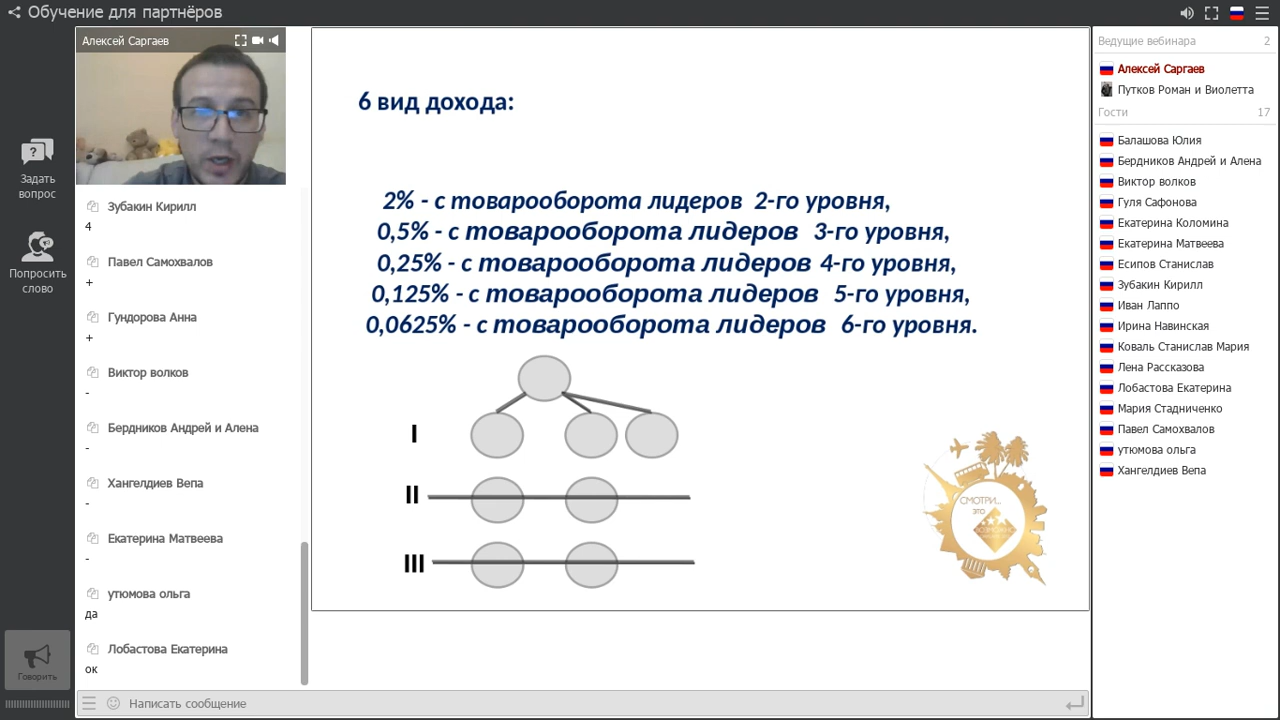 Обучение для партнёров
Алексей Саргаев
Задать
вопрос
Попросить
слово
Говорить
Зубакин Кирилл
4
Павел Самохвалов
+
Гундорова Анна
+
Виктор волков
-
Бердников Андрей и Алена
-
Хангелдиев Вепа
-
Екатерина Матвеева
-
утюмова ольга
да
Лобастова Екатерина
ок
Написать сообщение
6 вид дохода:
2% - с товарооборота лидеров 2-го уровня,
0,5% - с товарооборота лидеров 3-го уровня,
0,25% - с товарооборота лидеров 4-го уровня,
0,125% - с товарооборота лидеров 5-го уровня,
0,0625% - с товарооборота лидеров 6-го уровня.
I
II
III
СМОТРИ...
ЭТО
Ведущие вебинара 2
Алексей Саргаев
Путков Роман и Виолетта
Гости 17
Балашова Юлия
Бердников Андрей и Алена
Виктор волков
Гуля Сафонова
Екатерина Коломина
Екатерина Матвеева
Есипов Станислав
Зубакин Кирилл
Иван Лаппо
Ирина Навинская
Коваль Станислав Мария
Лена Рассказова
Лобастова Екатерина
Мария Стадниченко
Павел Самохвалов
утюмова ольга
Хангелдиев Вепа